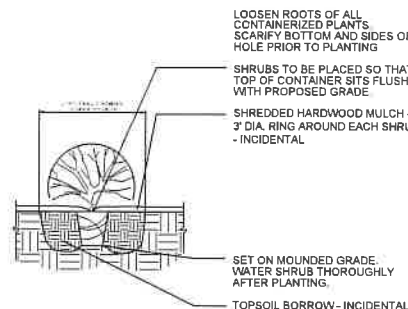 LOOSEN ROOTS OF ALL
CONTAINERIZED PLANTS.
SCARIFY BOTTOM AND SIDES OF
HOLE PRIOR TO PLANTING
SHRUBS TO BE PLACED SO THAT
TOP OF CONTAINER SITS FLUSH
WITH PROPOSED GRADE.
SHREDDED HARDWOOD MULCH -
3' DIA. RING AROUND EACH SHRU
- INCIDENTAL
SET ON MOUNDED GRADE.
WATER SHRUB THOROUGHLY
AFTER PLANTING.
TOPSOIL BORROW - INCIDENTAL